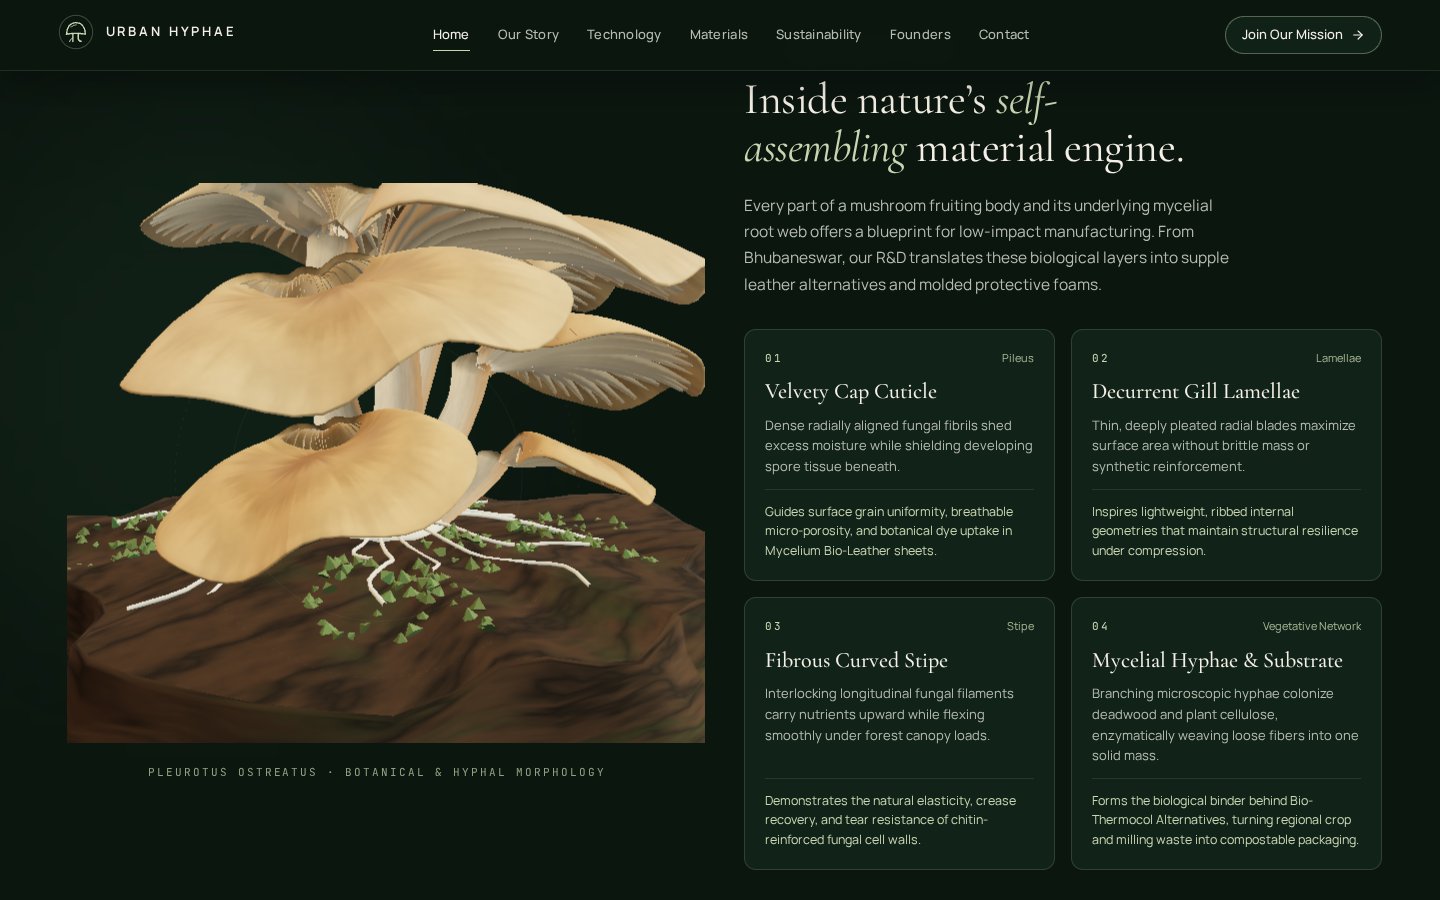 URBAN HYPHAE
Home
Our Story
Technology
Materials
Sustainability
Founders
Contact
Join Our Mission →
Inside nature’s self-
assembling material engine.
Every part of a mushroom fruiting body and its underlying mycelial
root web offers a blueprint for low-impact manufacturing. From
Bhubaneswar, our R&D translates these biological layers into supple
leather alternatives and molded protective foams.
01
Pileus
Velvety Cap Cuticle
Dense radially aligned fungal fibrils shed
excess moisture while shielding developing
spore tissue beneath.
Guides surface grain uniformity, breathable
micro-porosity, and botanical dye uptake in
Mycelium Bio-Leather sheets.
02
Lamellae
Decurrent Gill Lamellae
Thin, deeply pleated radial blades maximize
surface area without brittle mass or
synthetic reinforcement.
Inspires lightweight, ribbed internal
geometries that maintain structural resilience
under compression.
03
Stipe
Fibrous Curved Stipe
Interlocking longitudinal fungal filaments
carry nutrients upward while flexing
smoothly under forest canopy loads.
Demonstrates the natural elasticity, crease
recovery, and tear resistance of chitin-
reinforced fungal cell walls.
04
Vegetative Network
Mycelial Hyphae & Substrate
Branching microscopic hyphae colonize
deadwood and plant cellulose,
enzymatically weaving loose fibers into one
solid mass.
Forms the biological binder behind Bio-
Thermocol Alternatives, turning regional crop
and milling waste into compostable packaging.
PLEUROTUS OSTREATUS · BOTANICAL & HYPHAL MORPHOLOGY